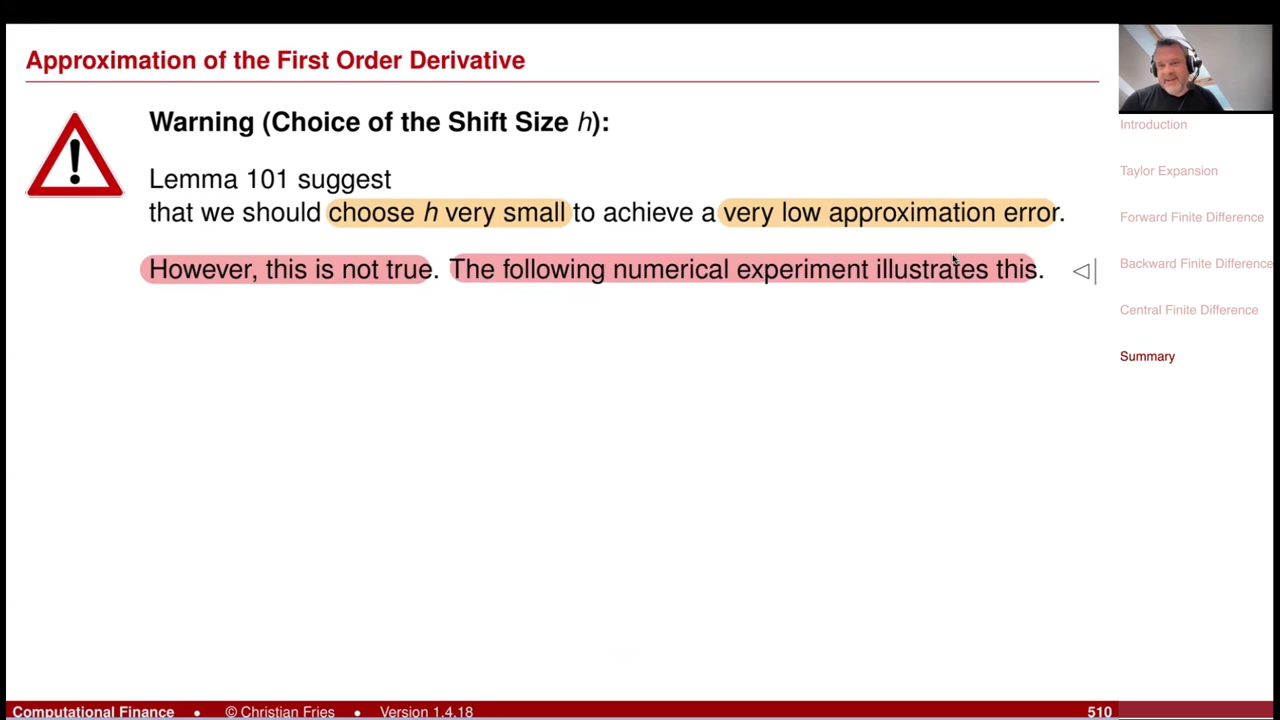 Approximation of the First Order Derivative
Warning (Choice of the Shift Size h):
Lemma 101 suggest
that we should choose h very small to achieve a very low approximation error.
However, this is not true. The following numerical experiment illustrates this.
Introduction
Taylor Expansion
Forward Finite Difference
Backward Finite Difference
Central Finite Difference
Summary
Computational Finance • © Christian Fries • Version 1.4.18 510